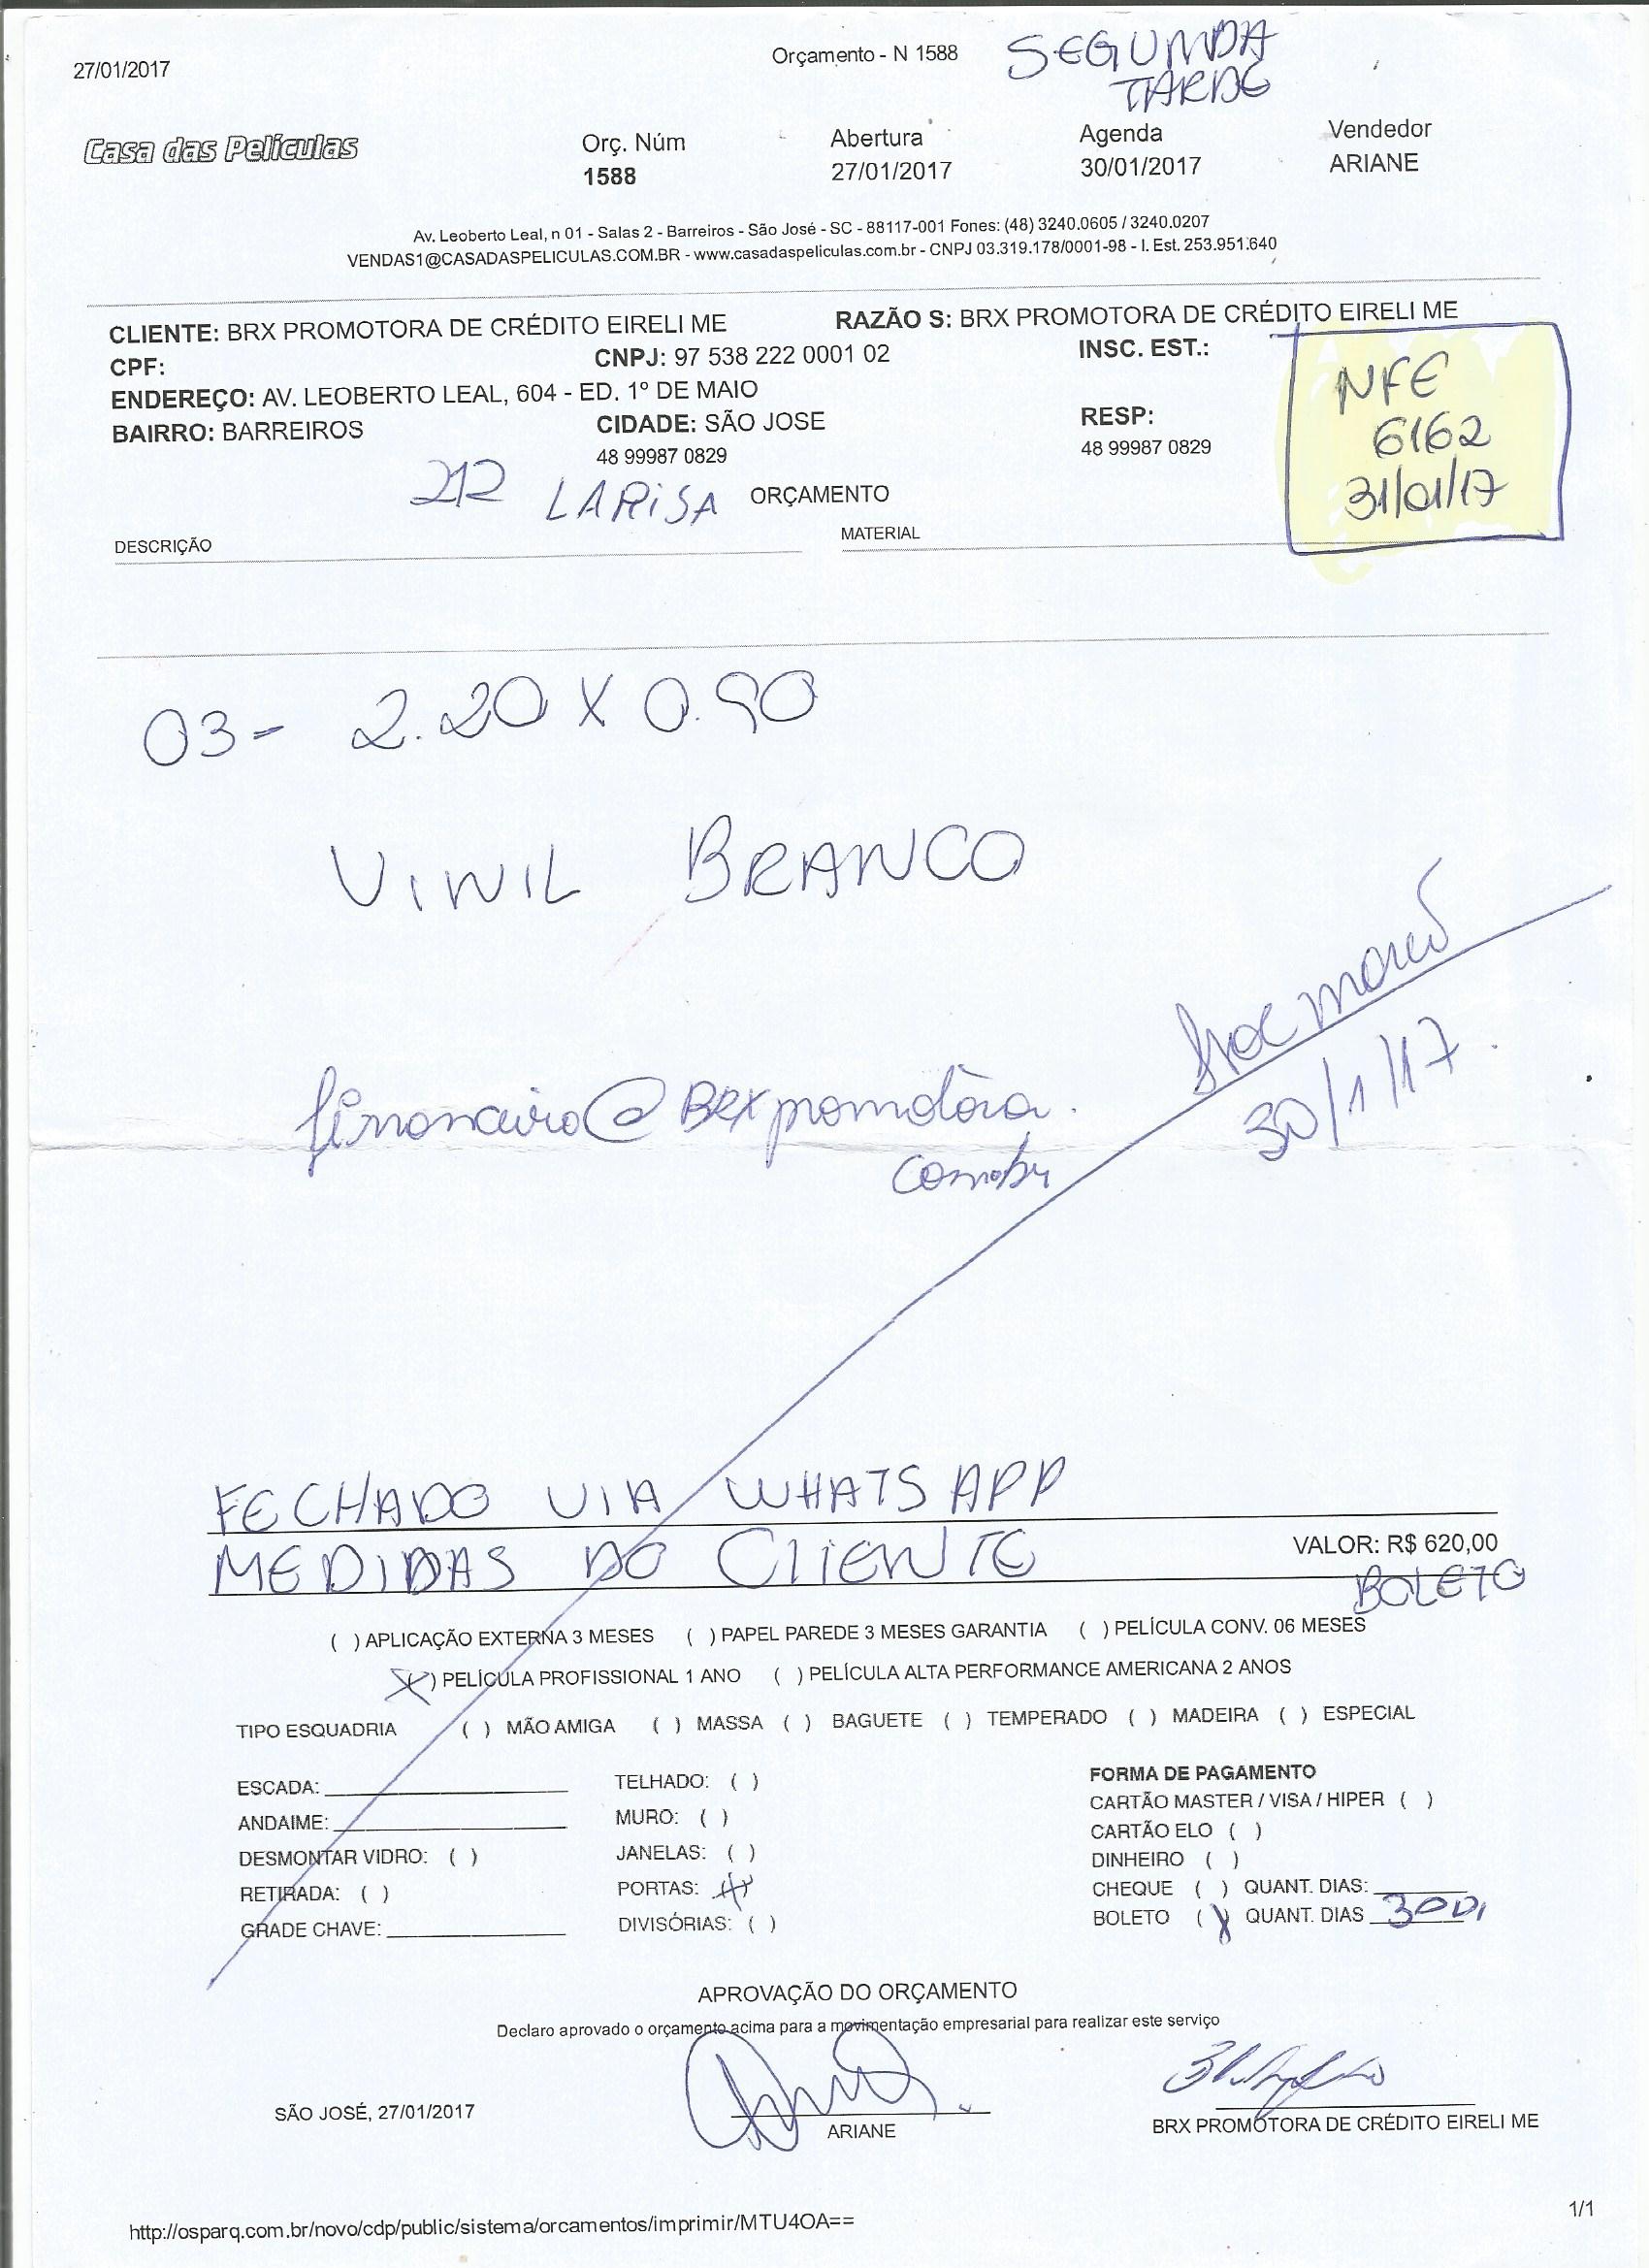 27/01/2017
Orçamento - N 1588
SEGUNDA
TARDE
Casa das Películas
Orç. Núm
1588
Abertura
27/01/2017
Agenda
30/01/2017
Vendedor
ARIANE
Av. Leoberto Leal, n 01 - Salas 2 - Barreiros - São José - SC - 88117-001 Fones: (48) 3240.0605 / 3240.0207
VENDAS1@CASADASPELICULAS.COM.BR - www.casadaspeliculas.com.br - CNPJ 03.319.178/0001-98 - I. Est. 253.951.640
CLIENTE: BRX PROMOTORA DE CRÉDITO EIRELI ME RAZÃO S: BRX PROMOTORA DE CRÉDITO EIRELI ME
CPF: CNPJ: 97 538 222 0001 02 INSC. EST.:
ENDEREÇO: AV. LEOBERTO LEAL, 604 - ED. 1º DE MAIO
BAIRRO: BARREIROS CIDADE: SÃO JOSE RESP:
48 99987 0829 48 99987 0829
NFE
6162
31/01/17
212 LARISA ORÇAMENTO
DESCRIÇÃO MATERIAL
03- 2.20 X 0.90
VINIL BRANCO
30/1/17
financeiro@BRXpromotora.
com.br
FECHADO VIA WHATSAPP
MEDIDAS DO CLIENTE
VALOR: R$ 620,00
BOLETO
( ) APLICAÇÃO EXTERNA 3 MESES ( ) PAPEL PAREDE 3 MESES GARANTIA ( ) PELÍCULA CONV. 06 MESES
(X) PELÍCULA PROFISSIONAL 1 ANO ( ) PELÍCULA ALTA PERFORMANCE AMERICANA 2 ANOS
TIPO ESQUADRIA ( ) MÃO AMIGA ( ) MASSA ( ) BAGUETE ( ) TEMPERADO ( ) MADEIRA ( ) ESPECIAL
ESCADA:
ANDAIME:
DESMONTAR VIDRO: ( )
RETIRADA: ( )
GRADE CHAVE:
TELHADO: ( )
MURO: ( )
JANELAS: ( )
PORTAS: (X)
DIVISÓRIAS: ( )
FORMA DE PAGAMENTO
CARTÃO MASTER / VISA / HIPER ( )
CARTÃO ELO ( )
DINHEIRO ( )
CHEQUE ( ) QUANT. DIAS:
BOLETO (X) QUANT. DIAS 30DI
APROVAÇÃO DO ORÇAMENTO
Declaro aprovado o orçamento acima para a movimentação empresarial para realizar este serviço
SÃO JOSÉ, 27/01/2017
ARIANE
BRX PROMOTORA DE CRÉDITO EIRELI ME
http://osparq.com.br/novo/cdp/public/sistema/orcamentos/imprimir/MTU4OA==
1/1